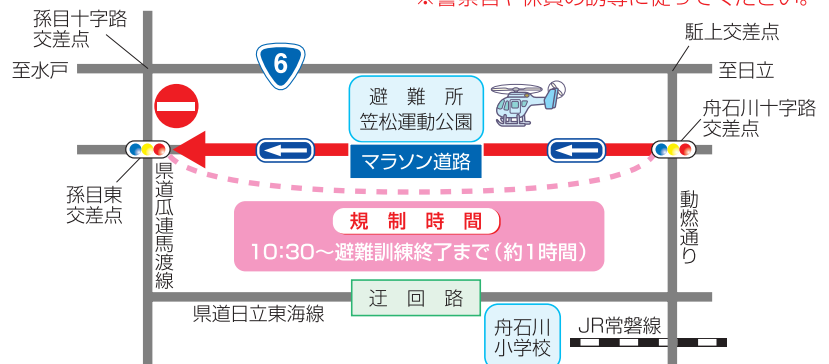 ※警察官や係員の誘導に従ってください。
孫目十字路
交差点
至水戸
6
駈上交差点
至日立
避難所
笠松運動公園
舟石川十字路
交差点
マラソン道路
孫目東
交差点
県道瓜連馬渡線
動燃通り
規制時間
10:30～避難訓練終了まで（約1時間）
迂回路
県道日立東海線
舟石川
小学校
JR常磐線